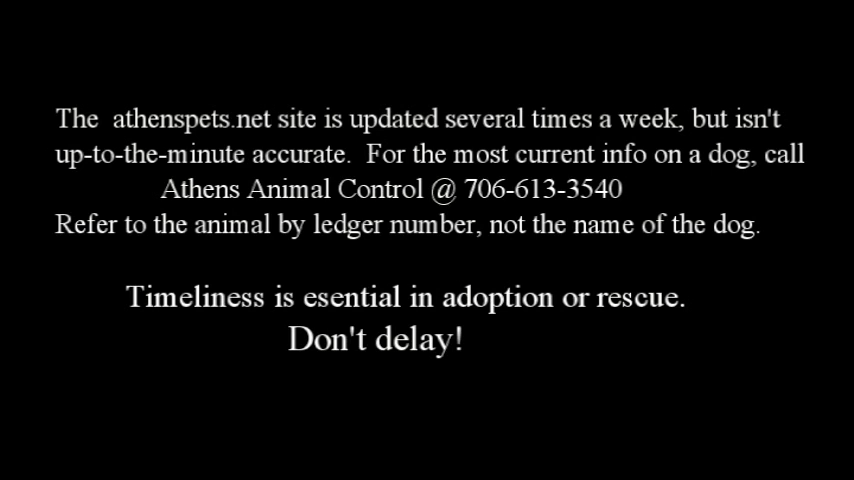 The  athenspets.net site is updated several times a week, but isn't
up-to-the-minute accurate.  For the most current info on a dog, call
Athens Animal Control @ 706-613-3540
Refer to the animal by ledger number, not the name of the dog.
Timeliness is esential in adoption or rescue.
Don't delay!